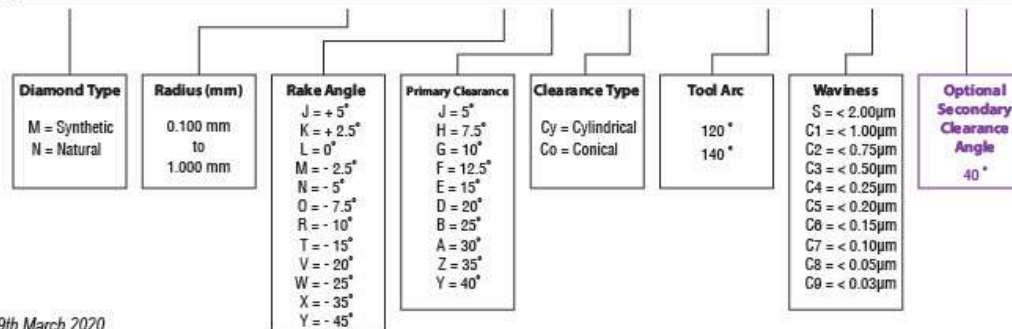 Diamond Type
M = Synthetic
N = Natural
Radius (mm)
0.100 mm
to
1.000 mm
Rake Angle
J = + 5°
K = + 2.5°
L = 0°
M = - 2.5°
N = - 5°
O = - 7.5°
R = - 10°
T = - 15°
V = - 20°
W = - 25°
X = - 35°
Y = - 45°
Primary Clearance
J = 5°
H = 7.5°
G = 10°
F = 12.5°
E = 15°
D = 20°
B = 25°
A = 30°
Z = 35°
Y = 40°
Clearance Type
Cy = Cylindrical
Co = Conical
Tool Arc
120°
140°
Waviness
S = < 2.00µm
C1 = < 1.00µm
C2 = < 0.75µm
C3 = < 0.50µm
C4 = < 0.25µm
C5 = < 0.20µm
C6 = < 0.15µm
C7 = < 0.10µm
C8 = < 0.05µm
C9 = < 0.03µm
Optional
Secondary
Clearance
Angle
40°
9th March 2020